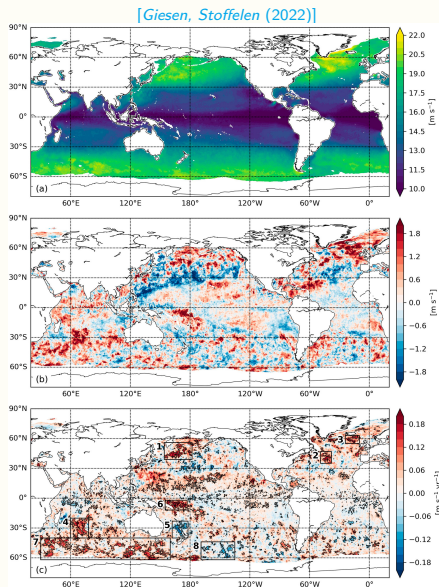 [Giesen, Stoffelen (2022)]
90°N
60°N
30°N
0°
30°S
60°S
(a)
60°E 120°E 180° 120°W 60°W 0°
22.0
20.5
19.0
17.5
16.0
14.5
13.0
11.5
10.0
[m s⁻¹]
90°N
60°N
30°N
0°
30°S
60°S
(b)
60°E 120°E 180° 120°W 60°W 0°
1.8
1.2
0.6
0.0
−0.6
−1.2
−1.8
[m s⁻¹]
90°N
60°N
30°N
0°
30°S
60°S
1
2
3
4
5
6
7
8
(c)
60°E 120°E 180° 120°W 60°W 0°
0.18
0.12
0.06
0.00
−0.06
−0.12
−0.18
[m s⁻¹ yr⁻¹]